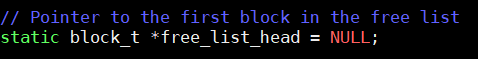 // Pointer to the first block in the free list
static block_t *free_list_head = NULL;